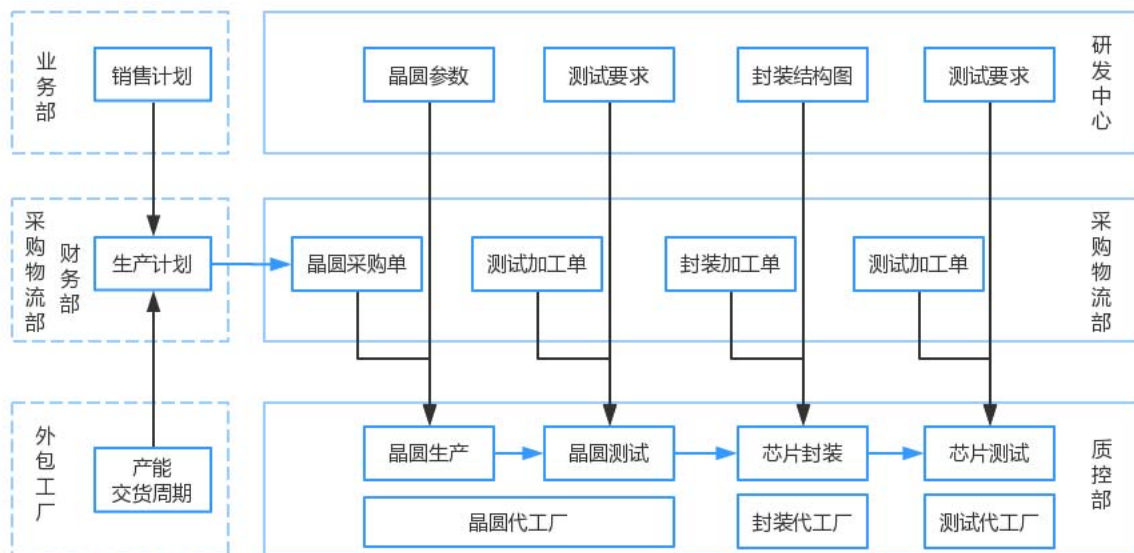 业务部
销售计划
晶圆参数
测试要求
封装结构图
测试要求
研发中心
采购物流部
财务部
生产计划
晶圆采购单
测试加工单
封装加工单
测试加工单
采购物流部
外包工厂
产能
交货周期
晶圆生产
晶圆测试
芯片封装
芯片测试
晶圆代工厂
封装代工厂
测试代工厂
质控部